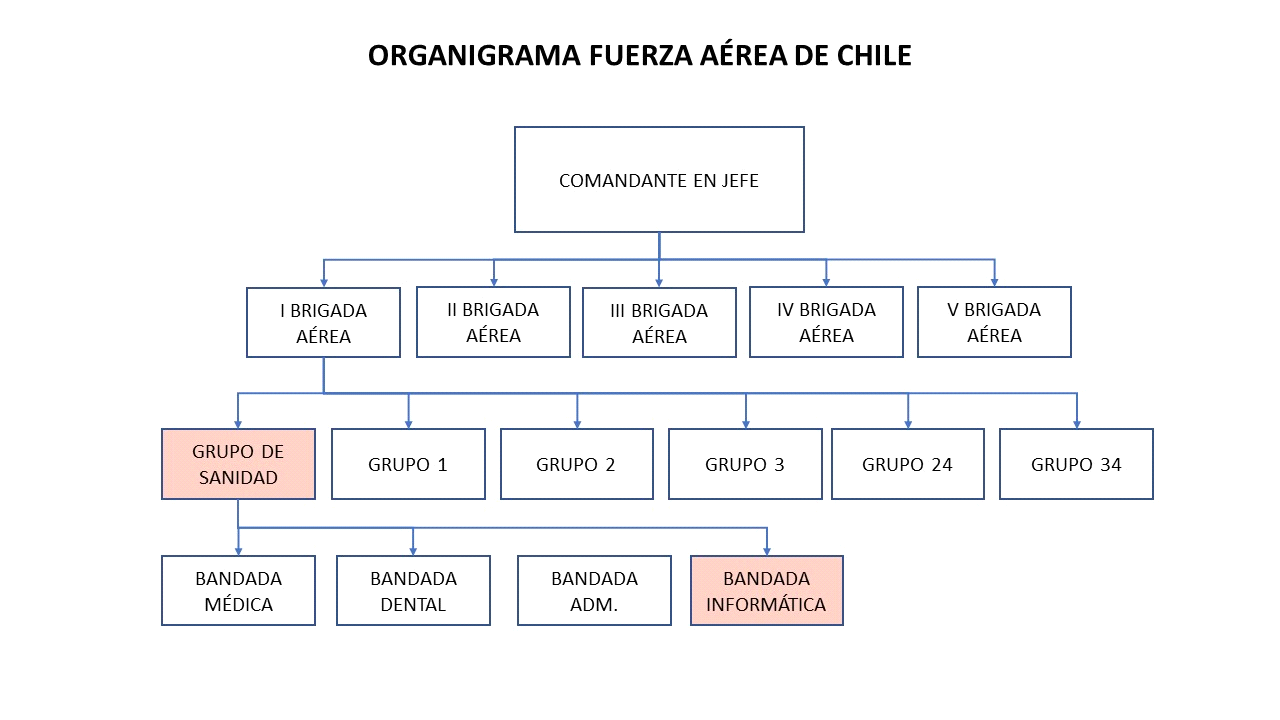 ORGANIGRAMA FUERZA AÉREA DE CHILE
COMANDANTE EN JEFE
I BRIGADA
AÉREA
II BRIGADA
AÉREA
III BRIGADA
AÉREA
IV BRIGADA
AÉREA
V BRIGADA
AÉREA
GRUPO DE
SANIDAD
GRUPO 1
GRUPO 2
GRUPO 3
GRUPO 24
GRUPO 34
BANDADA
MÉDICA
BANDADA
DENTAL
BANDADA
ADM.
BANDADA
INFORMÁTICA